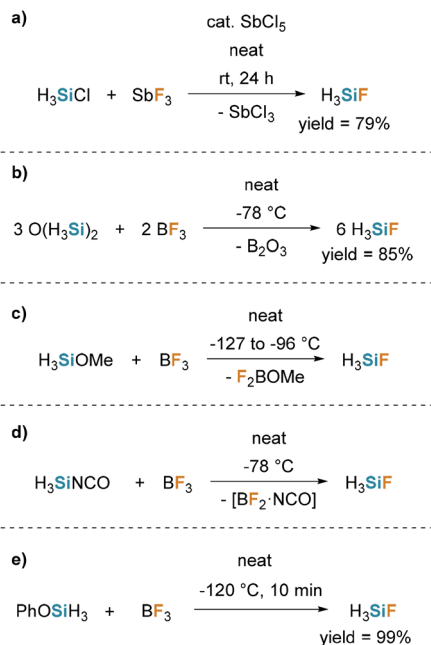 a)
cat. SbCl₅
neat
rt, 24 h
H₃SiCl + SbF₃ H₃SiF
- SbCl₃
yield = 79%
b)
neat
-78 °C
3 O(H₃Si)₂ + 2 BF₃ 6 H₃SiF
- B₂O₃
yield = 85%
c)
neat
-127 to -96 °C
H₃SiOMe + BF₃ H₃SiF
- F₂BOMe
d)
neat
-78 °C
H₃SiNCO + BF₃ H₃SiF
- [BF₂·NCO]
e)
neat
-120 °C, 10 min
PhOSiH₃ + BF₃ H₃SiF
yield = 99%